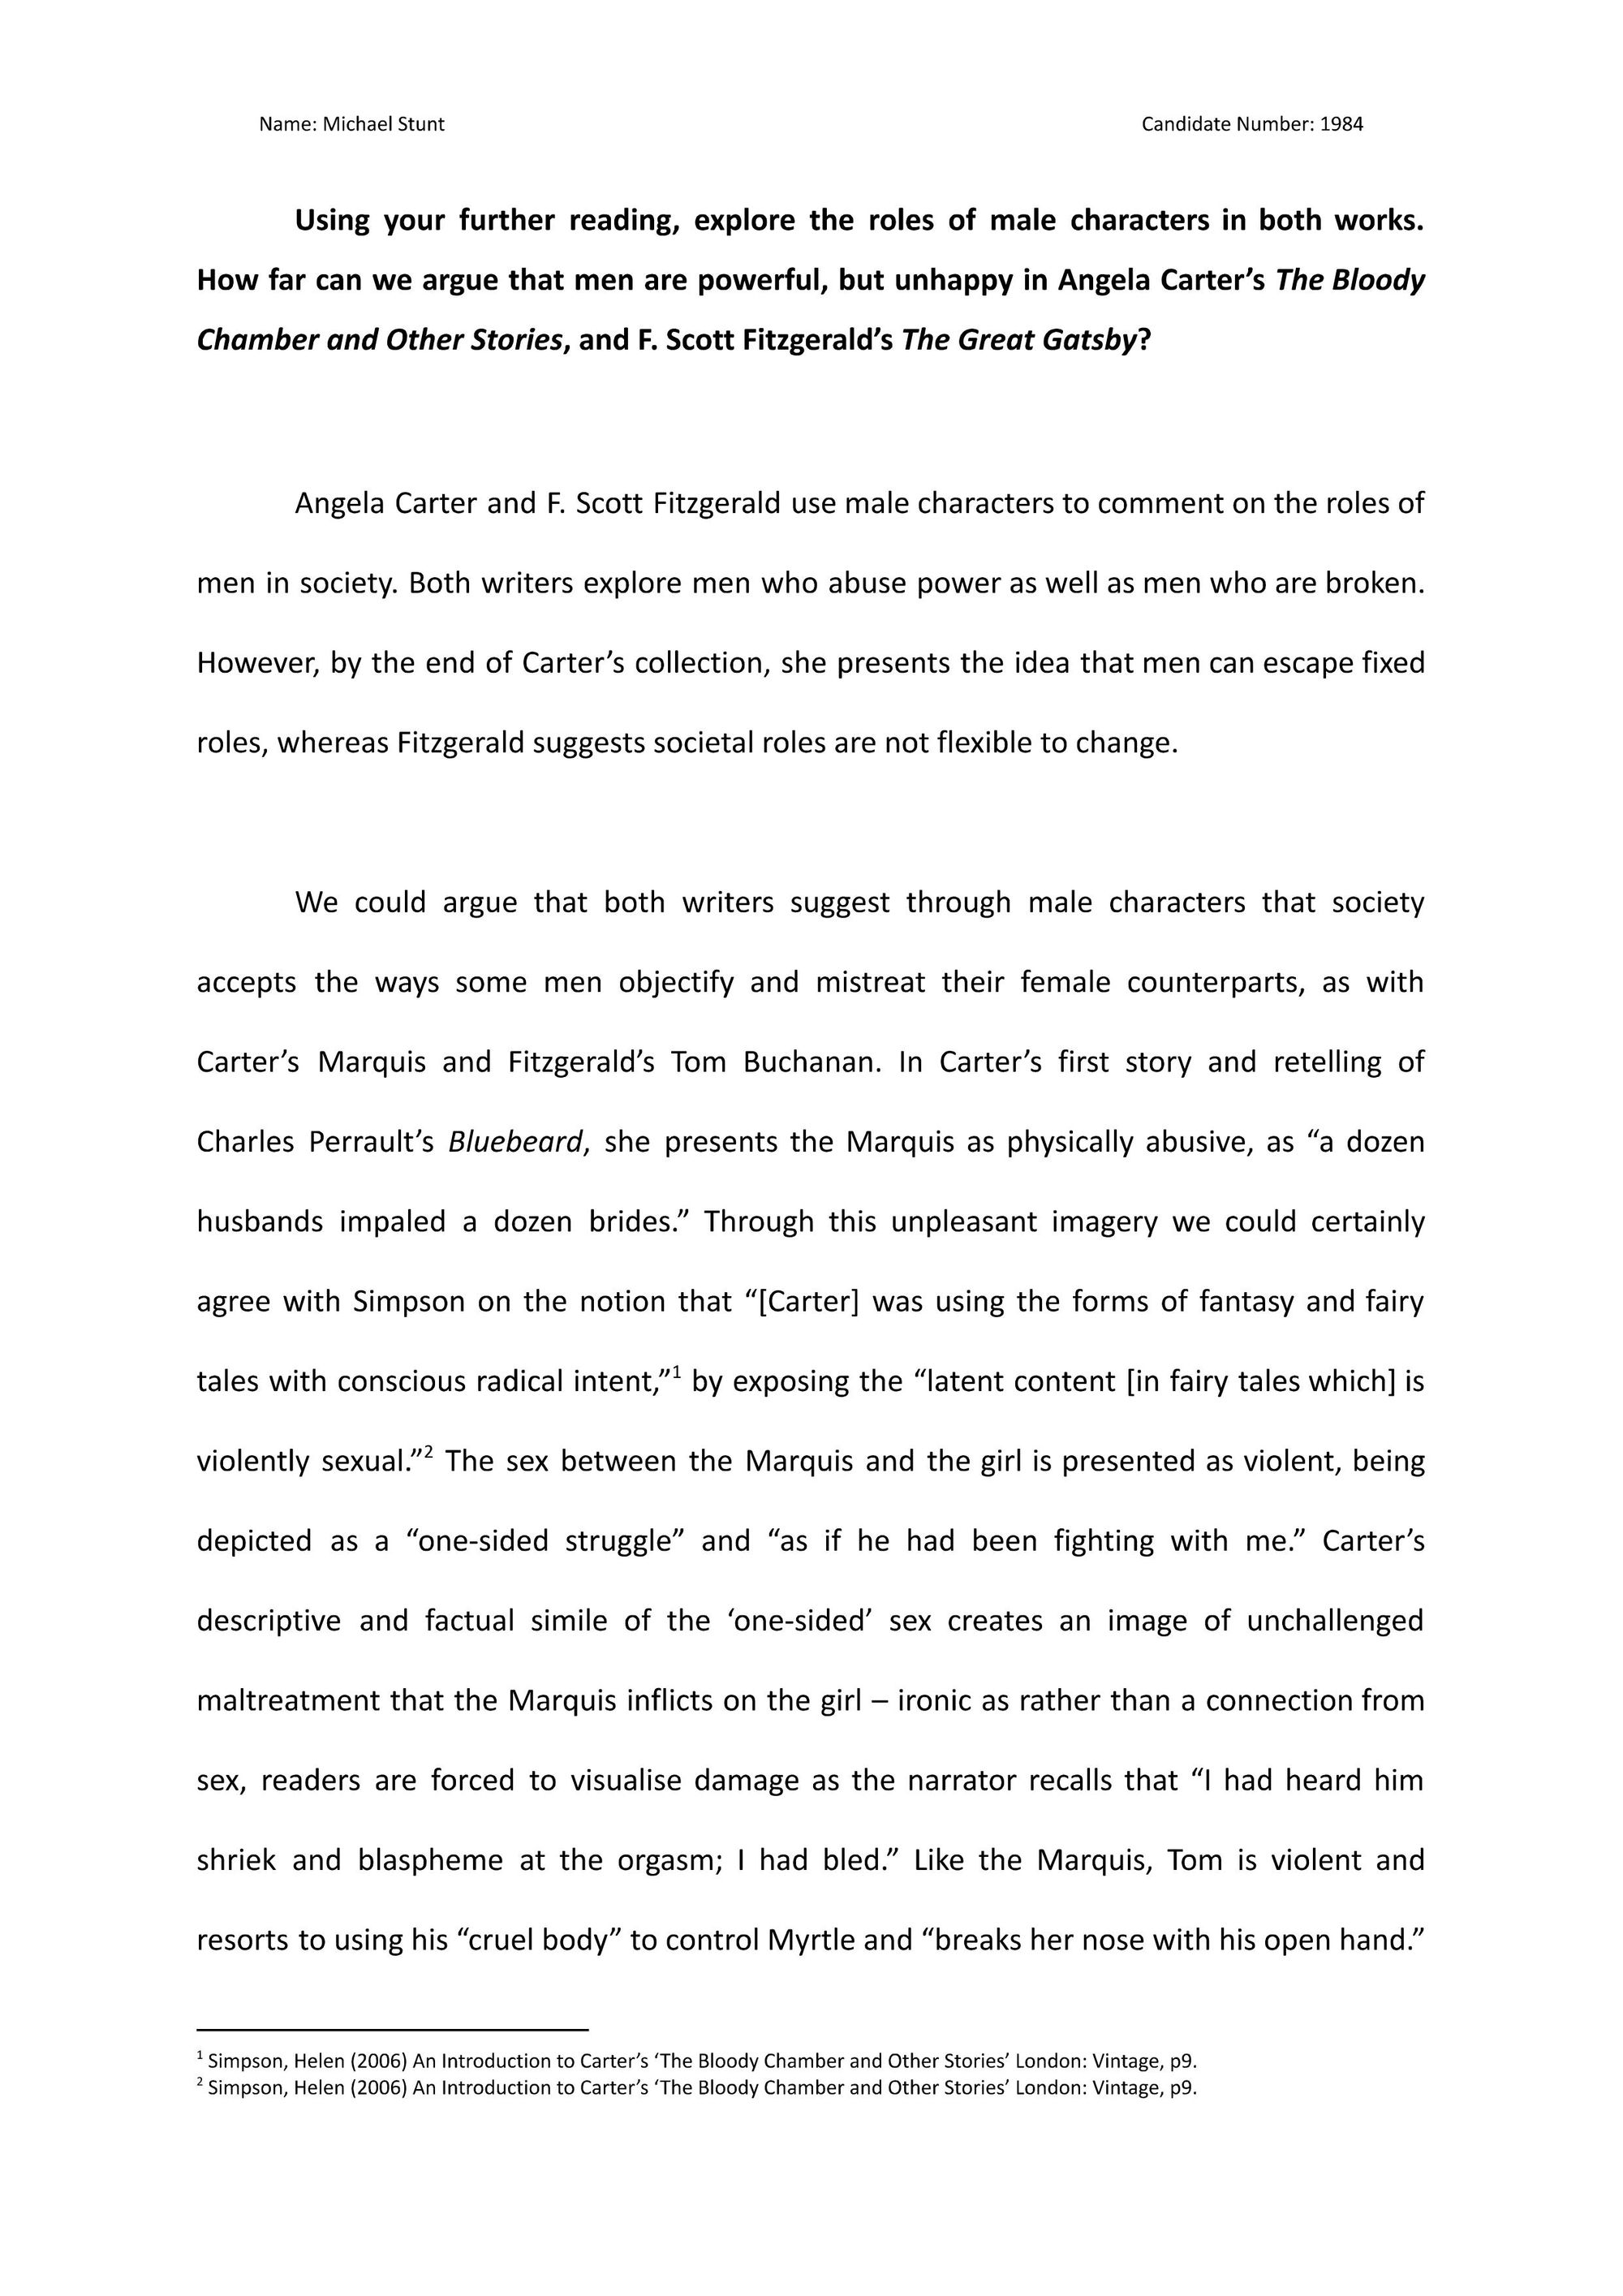 Name: Michael Stunt
Candidate Number: 1984
Using your further reading, explore the roles of male characters in both works.
How far can we argue that men are powerful, but unhappy in Angela Carter’s The Bloody
Chamber and Other Stories, and F. Scott Fitzgerald’s The Great Gatsby?
Angela Carter and F. Scott Fitzgerald use male characters to comment on the roles of
men in society. Both writers explore men who abuse power as well as men who are broken.
However, by the end of Carter’s collection, she presents the idea that men can escape fixed
roles, whereas Fitzgerald suggests societal roles are not flexible to change.
We could argue that both writers suggest through male characters that society
accepts the ways some men objectify and mistreat their female counterparts, as with
Carter’s Marquis and Fitzgerald’s Tom Buchanan. In Carter’s first story and retelling of
Charles Perrault’s Bluebeard, she presents the Marquis as physically abusive, as “a dozen
husbands impaled a dozen brides.” Through this unpleasant imagery we could certainly
agree with Simpson on the notion that “[Carter] was using the forms of fantasy and fairy
tales with conscious radical intent,”1 by exposing the “latent content [in fairy tales which] is
violently sexual.”2 The sex between the Marquis and the girl is presented as violent, being
depicted as a “one-sided struggle” and “as if he had been fighting with me.” Carter’s
descriptive and factual simile of the ‘one-sided’ sex creates an image of unchallenged
maltreatment that the Marquis inflicts on the girl – ironic as rather than a connection from
sex, readers are forced to visualise damage as the narrator recalls that “I had heard him
shriek and blaspheme at the orgasm; I had bled.” Like the Marquis, Tom is violent and
resorts to using his “cruel body” to control Myrtle and “breaks her nose with his open hand.”
1 Simpson, Helen (2006) An Introduction to Carter’s ‘The Bloody Chamber and Other Stories’ London: Vintage, p9.
2 Simpson, Helen (2006) An Introduction to Carter’s ‘The Bloody Chamber and Other Stories’ London: Vintage, p9.